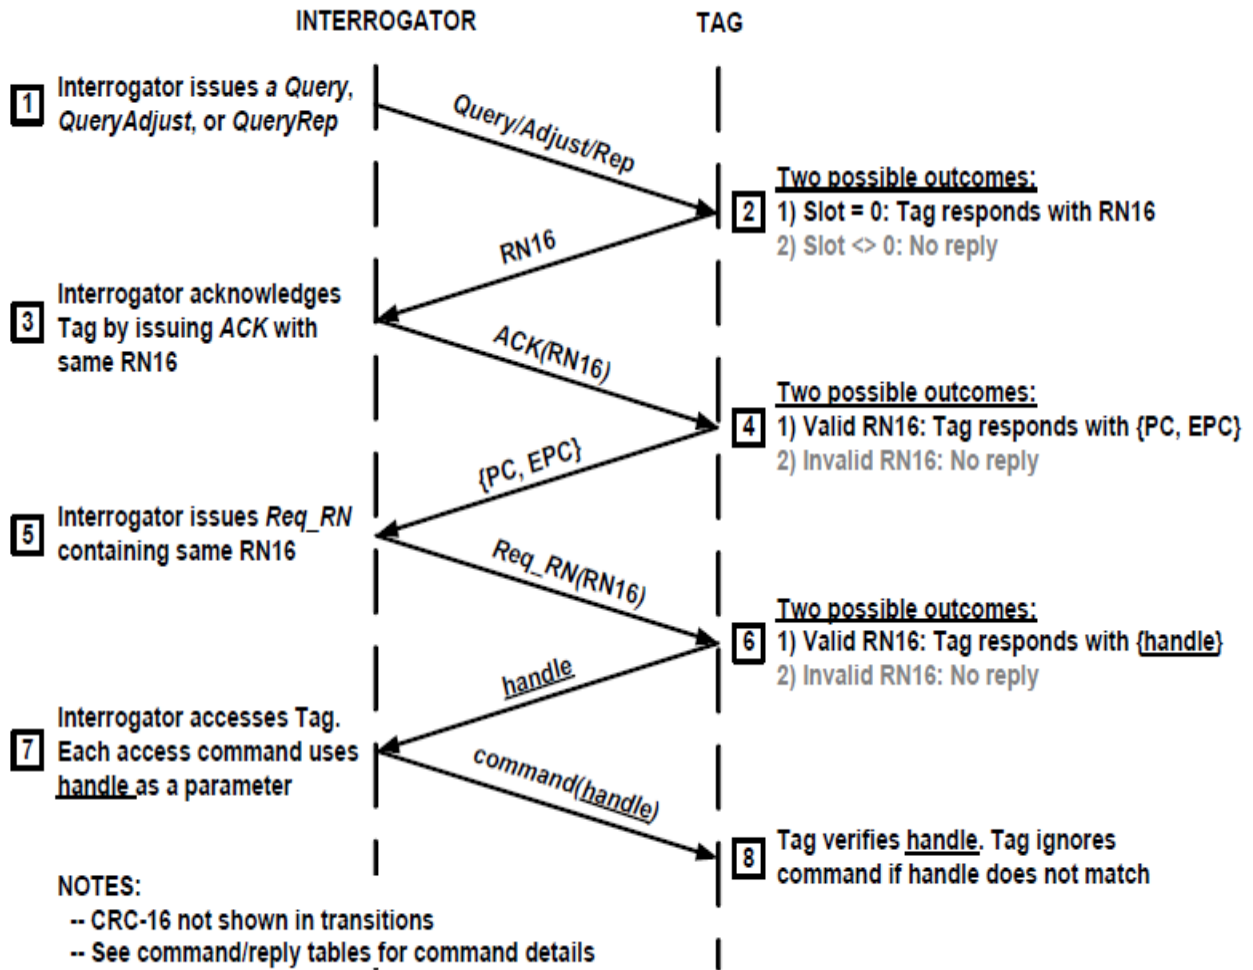 INTERROGATOR
TAG
1
Interrogator issues a Query,
QueryAdjust, or QueryRep
Query/Adjust/Rep
2
Two possible outcomes:
1) Slot = 0: Tag responds with RN16
2) Slot <> 0: No reply
RN16
3
Interrogator acknowledges
Tag by issuing ACK with
same RN16
ACK(RN16)
4
Two possible outcomes:
1) Valid RN16: Tag responds with {PC, EPC}
2) Invalid RN16: No reply
{PC, EPC}
5
Interrogator issues Req_RN
containing same RN16
Req_RN(RN16)
6
Two possible outcomes:
1) Valid RN16: Tag responds with {handle}
2) Invalid RN16: No reply
handle
7
Interrogator accesses Tag.
Each access command uses
handle as a parameter
command(handle)
8
Tag verifies handle. Tag ignores
command if handle does not match
NOTES:
-- CRC-16 not shown in transitions
-- See command/reply tables for command details